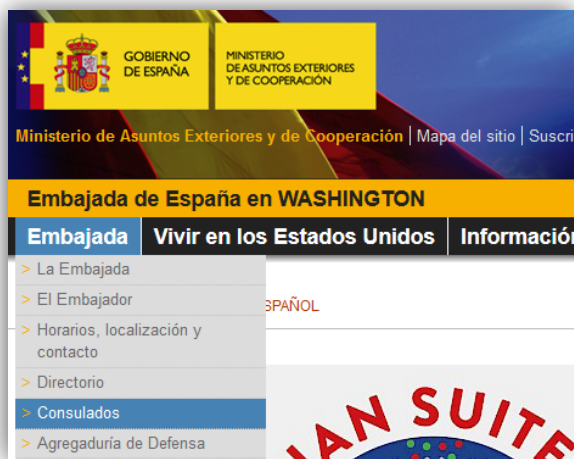 GOBIERNO
DE ESPAÑA
MINISTERIO
DE ASUNTOS EXTERIORES
Y DE COOPERACIÓN
Ministerio de Asuntos Exteriores y de Cooperación | Mapa del sitio | Suscri
Embajada de España en WASHINGTON
Embajada Vivir en los Estados Unidos Información
> La Embajada
> El Embajador
SPAÑOL
> Horarios, localización y
contacto
> Directorio
> Consulados
> Agregaduría de Defensa
AN SUITE